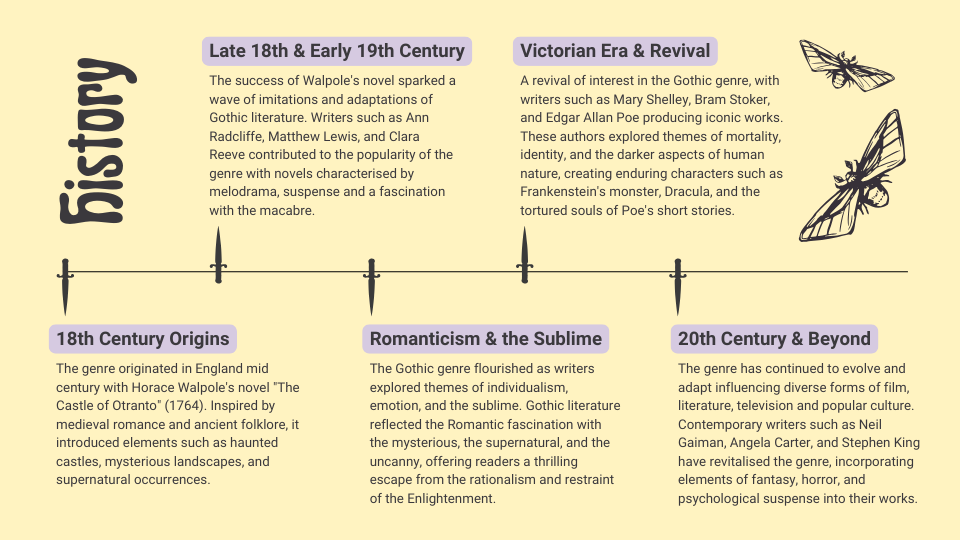 History
Late 18th & Early 19th Century
The success of Walpole's novel sparked a
wave of imitations and adaptations of
Gothic literature. Writers such as Ann
Radcliffe, Matthew Lewis, and Clara
Reeve contributed to the popularity of the
genre with novels characterised by
melodrama, suspense and a fascination
with the macabre.
Victorian Era & Revival
A revival of interest in the Gothic genre, with
writers such as Mary Shelley, Bram Stoker,
and Edgar Allan Poe producing iconic works.
These authors explored themes of mortality,
identity, and the darker aspects of human
nature, creating enduring characters such as
Frankenstein's monster, Dracula, and the
tortured souls of Poe's short stories.
18th Century Origins
The genre originated in England mid
century with Horace Walpole's novel "The
Castle of Otranto" (1764). Inspired by
medieval romance and ancient folklore, it
introduced elements such as haunted
castles, mysterious landscapes, and
supernatural occurrences.
Romanticism & the Sublime
The Gothic genre flourished as writers
explored themes of individualism,
emotion, and the sublime. Gothic literature
reflected the Romantic fascination with
the mysterious, the supernatural, and the
uncanny, offering readers a thrilling
escape from the rationalism and restraint
of the Enlightenment.
20th Century & Beyond
The genre has continued to evolve and
adapt influencing diverse forms of film,
literature, television and popular culture.
Contemporary writers such as Neil
Gaiman, Angela Carter, and Stephen King
have revitalised the genre, incorporating
elements of fantasy, horror, and
psychological suspense into their works.